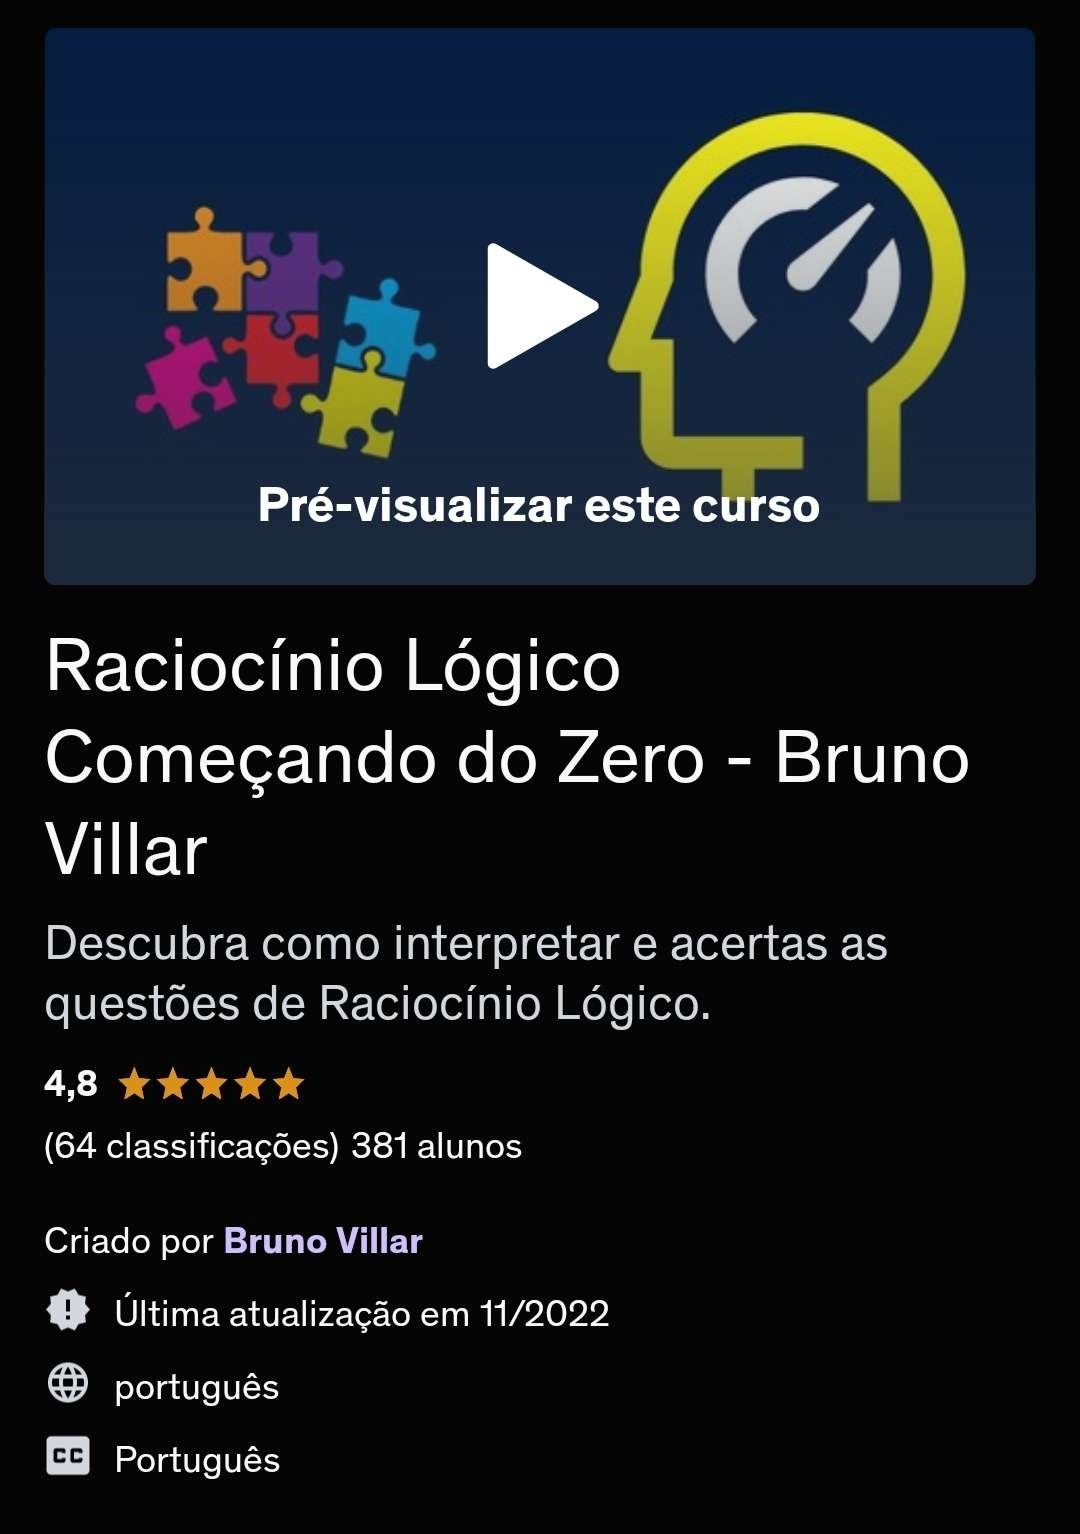 Pré-visualizar este curso
Raciocínio Lógico
Começando do Zero - Bruno
Villar
Descubra como interpretar e acertas as
questões de Raciocínio Lógico.
4,8
(64 classificações) 381 alunos
Criado por Bruno Villar
Última atualização em 11/2022
português
CC Português